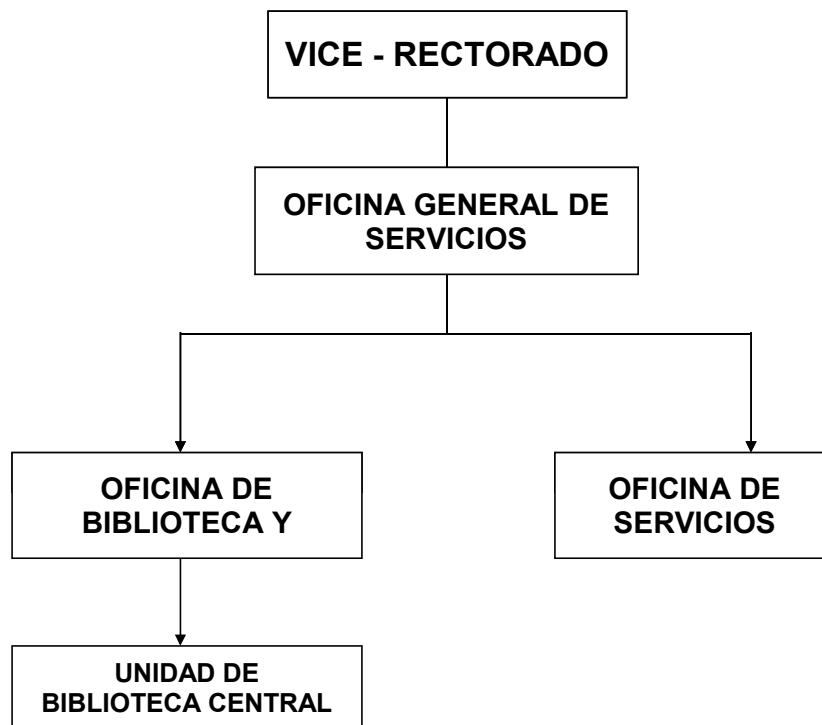 VICE - RECTORADO
OFICINA GENERAL DE
SERVICIOS
OFICINA DE
BIBLIOTECA Y
OFICINA DE
SERVICIOS
UNIDAD DE
BIBLIOTECA CENTRAL